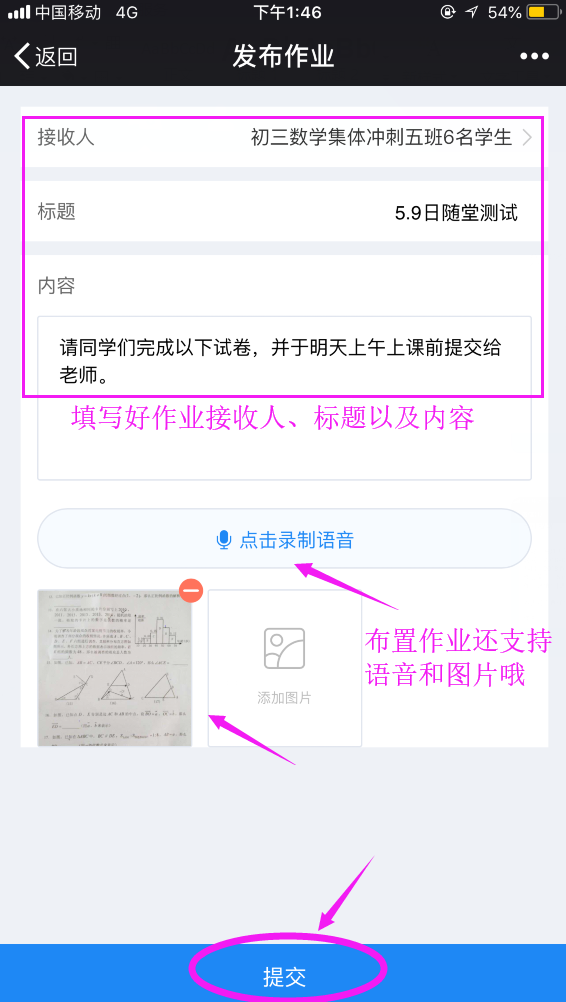 中国移动 4G 下午1:46 54%
返回 发布作业
接收人 初三数学集体冲刺五班6名学生
标题 5.9日随堂测试
内容
请同学们完成以下试卷，并于明天上午上课前提交给
老师。
填写好作业接收人、标题以及内容
点击录制语音
布置作业还支持
语音和图片哦
添加图片
提交